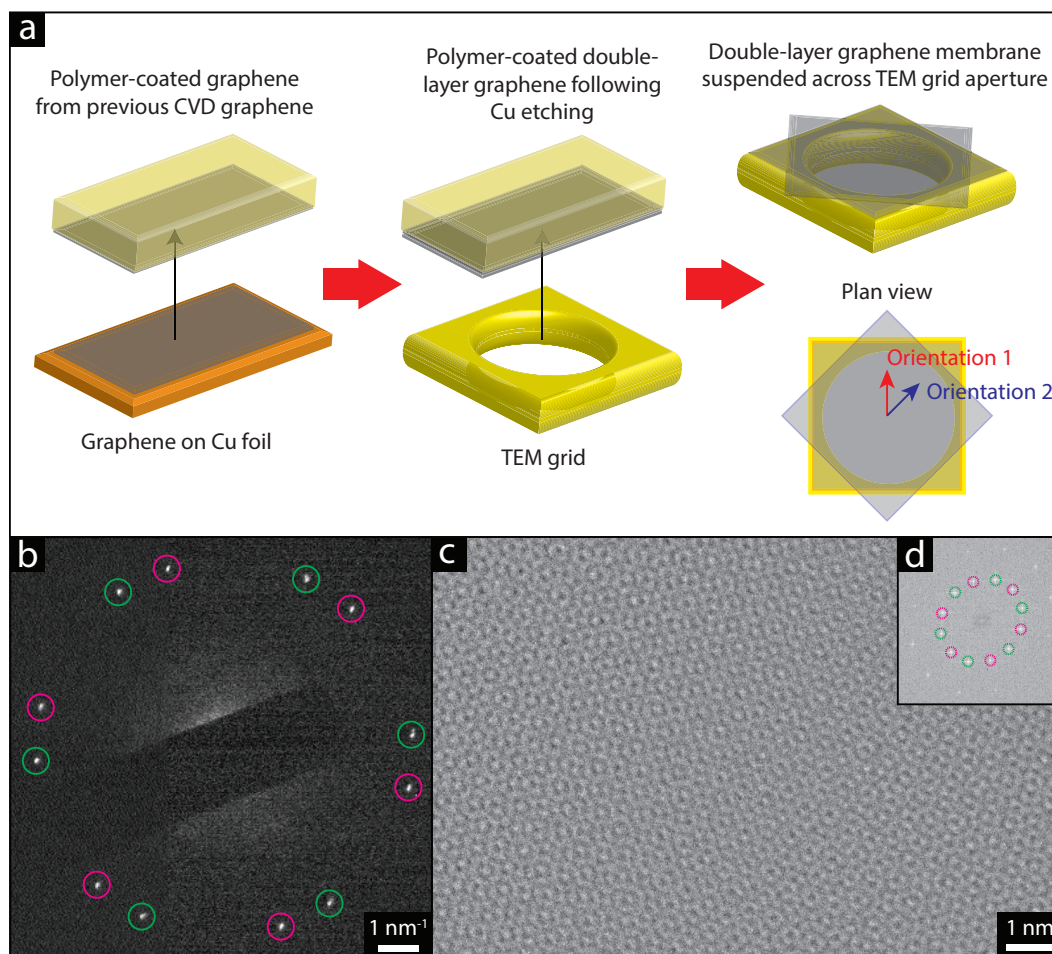 a
Polymer-coated graphene
from previous CVD graphene
Polymer-coated double-
layer graphene following
Cu etching
Double-layer graphene membrane
suspended across TEM grid aperture
Graphene on Cu foil
TEM grid
Plan view
Orientation 1
Orientation 2
b
1 nm⁻¹
c
1 nm
d